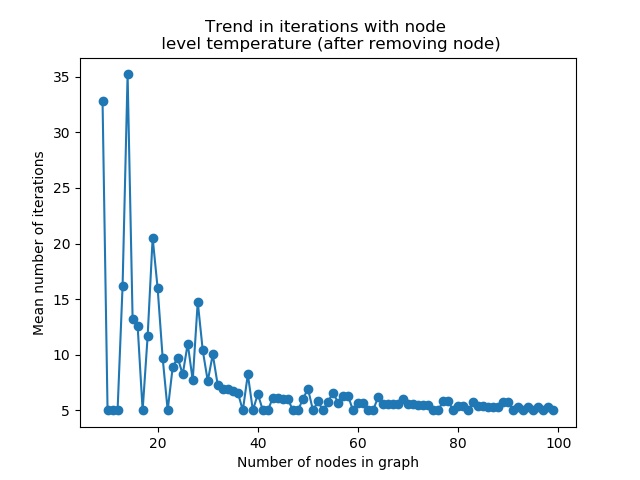 Trend in iterations with node
level temperature (after removing node)
35
30
25
20
15
10
5
Mean number of iterations
20 40 60 80 100
Number of nodes in graph